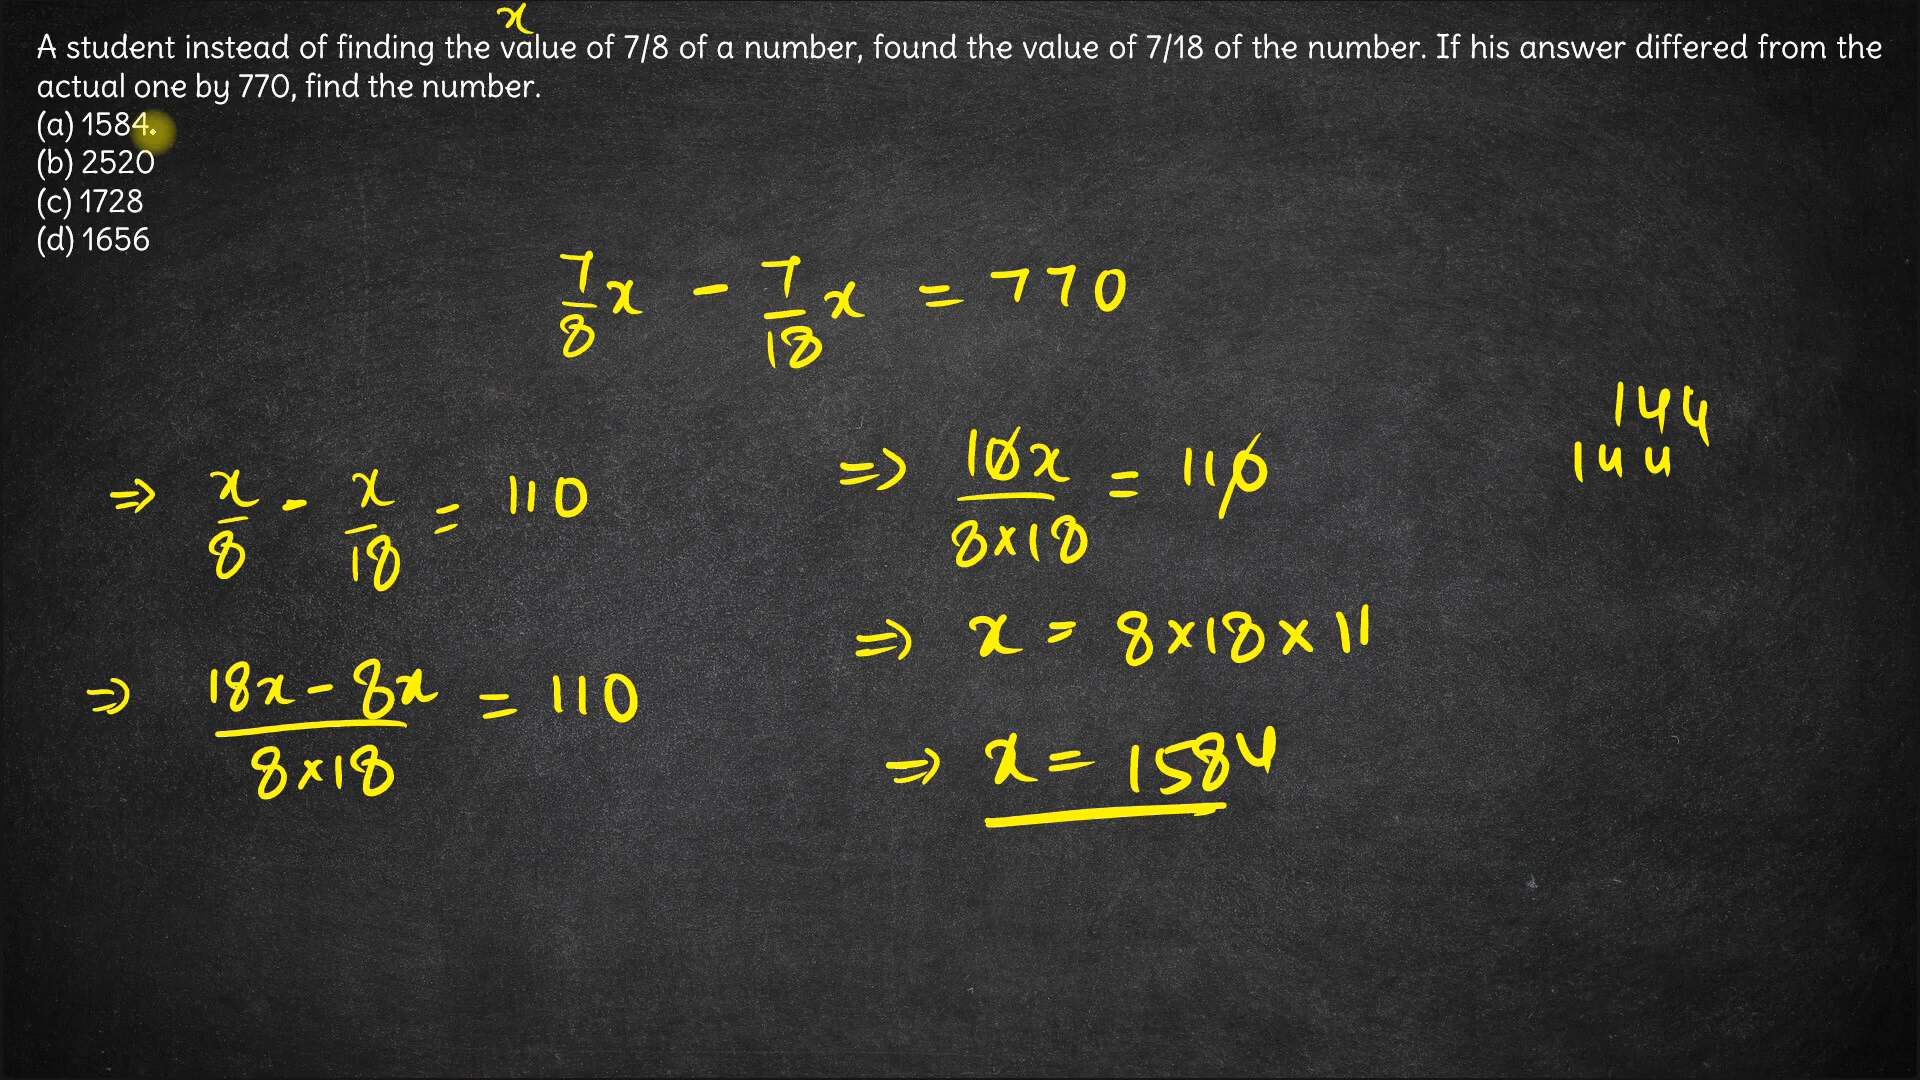 x
A student instead of finding the value of 7/8 of a number, found the value of 7/18 of the number. If his answer differed from the
actual one by 770, find the number.
(a) 1584.
(b) 2520
(c) 1728
(d) 1656
7/8 x - 7/18 x = 770
⇒ x/8 - x/18 = 110
⇒ (18x - 8x)/(8×18) = 110
⇒ 10x/(8×18) = 110
⇒ x = 8×18×11
⇒ x = 1584
144
144